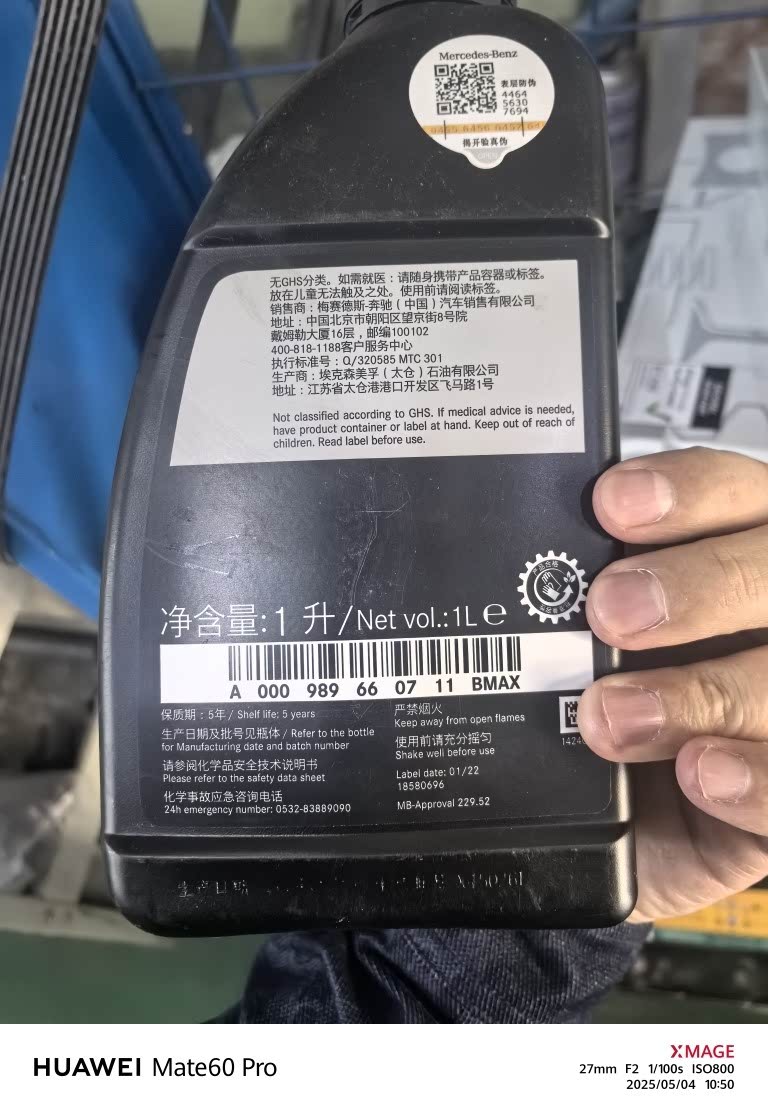 Mercedes-Benz
表层防伪
4464
5630
7694
揭开验真伪
OPEN
无GHS分类。如需就医：请随身携带产品容器或标签。
放在儿童无法触及之处。使用前请阅读标签。
销售商：梅赛德斯-奔驰（中国）汽车销售有限公司
地址：中国北京市朝阳区望京街8号院
戴姆勒大厦16层，邮编100102
400-818-1188客户服务中心
执行标准号：Q/320585 MTC 301
生产商：埃克森美孚（太仓）石油有限公司
地址：江苏省太仓港港口开发区飞马路1号
Not classified according to GHS. If medical advice is needed,
have product container or label at hand. Keep out of reach of
children. Read label before use.
产品合格
净含量:1 升/Net vol.:1L e
A 000 989 66 07 11 BMAX
保质期：5年/ Shelf life: 5 years
生产日期及批号见瓶体/ Refer to the bottle
for Manufacturing date and batch number
请参阅化学品安全技术说明书
Please refer to the safety data sheet
化学事故应急咨询电话
24h emergency number: 0532-83889090
严禁烟火
Keep away from open flames
使用前请充分摇匀
Shake well before use
Label date: 01/22
18580696
MB-Approval 229.52
生产日期
HUAWEI Mate60 Pro
XMAGE
27mm F2 1/100s ISO800
2025/05/04 10:50